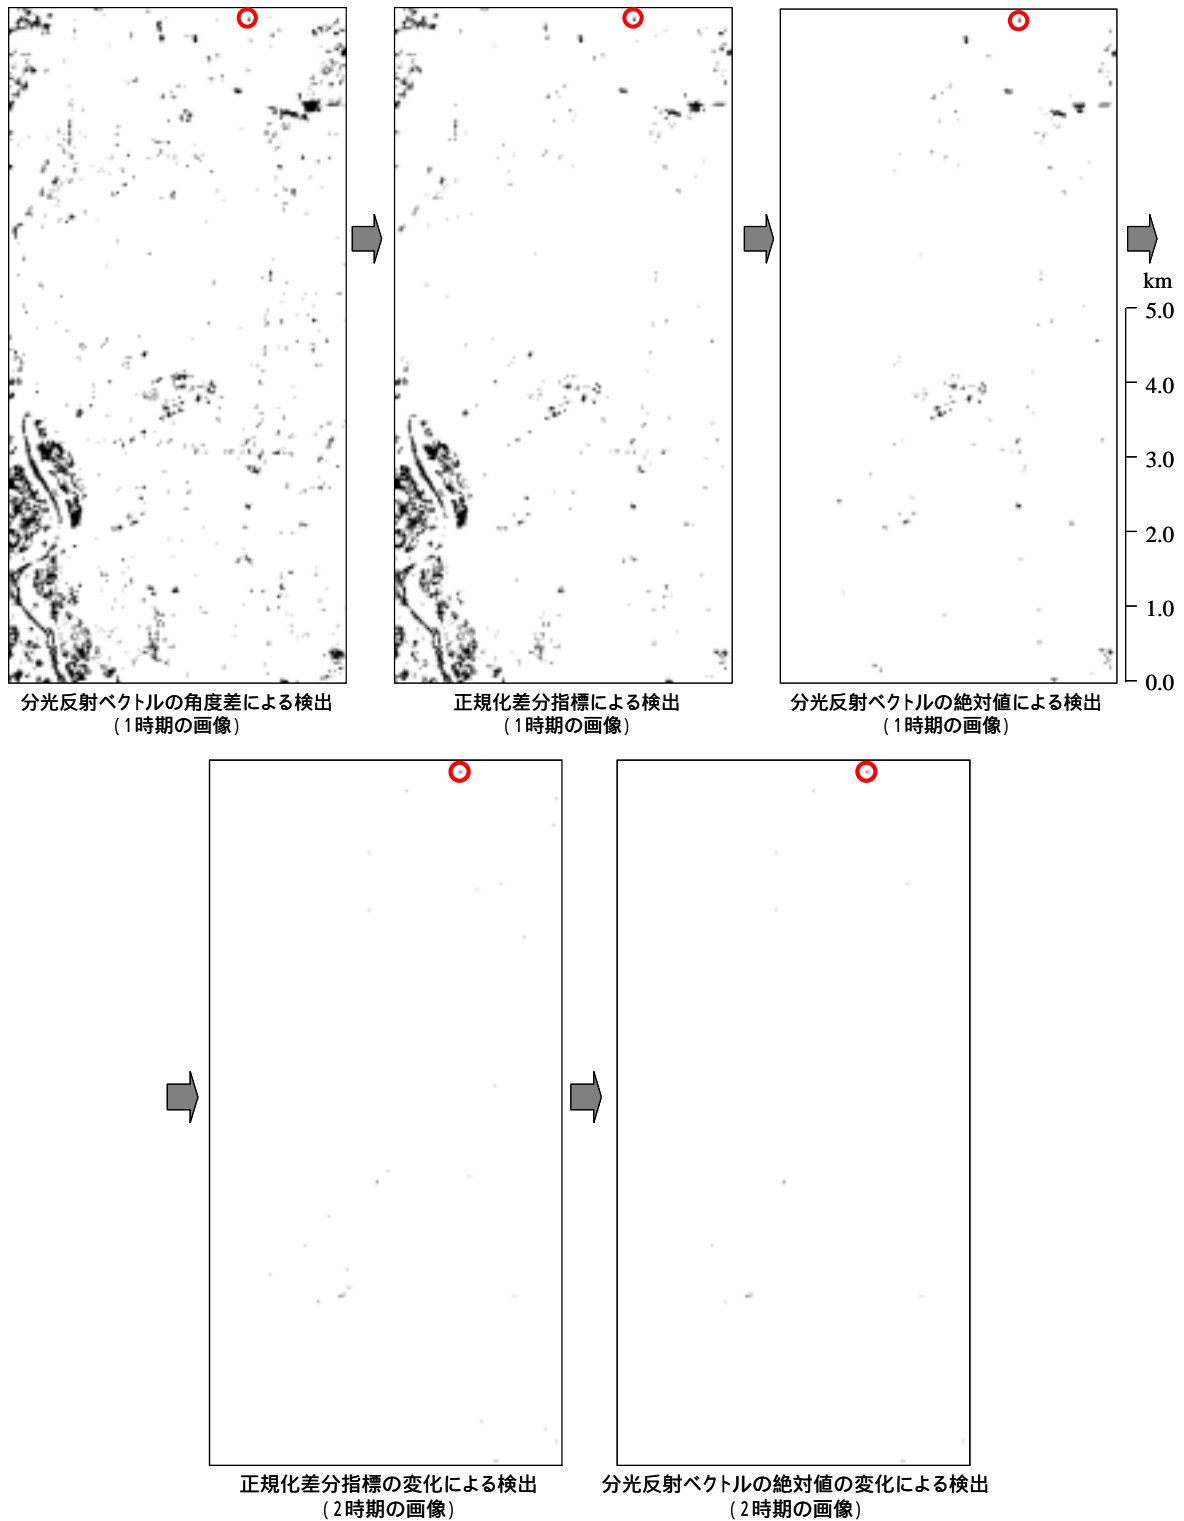 km
5.0
4.0
3.0
2.0
1.0
0.0
分光反射ベクトルの角度差による検出
(1時期の画像)
正規化差分指標による検出
(1時期の画像)
分光反射ベクトルの絶対値による検出
(1時期の画像)
正規化差分指標の変化による検出
(2時期の画像)
分光反射ベクトルの絶対値の変化による検出
(2時期の画像)